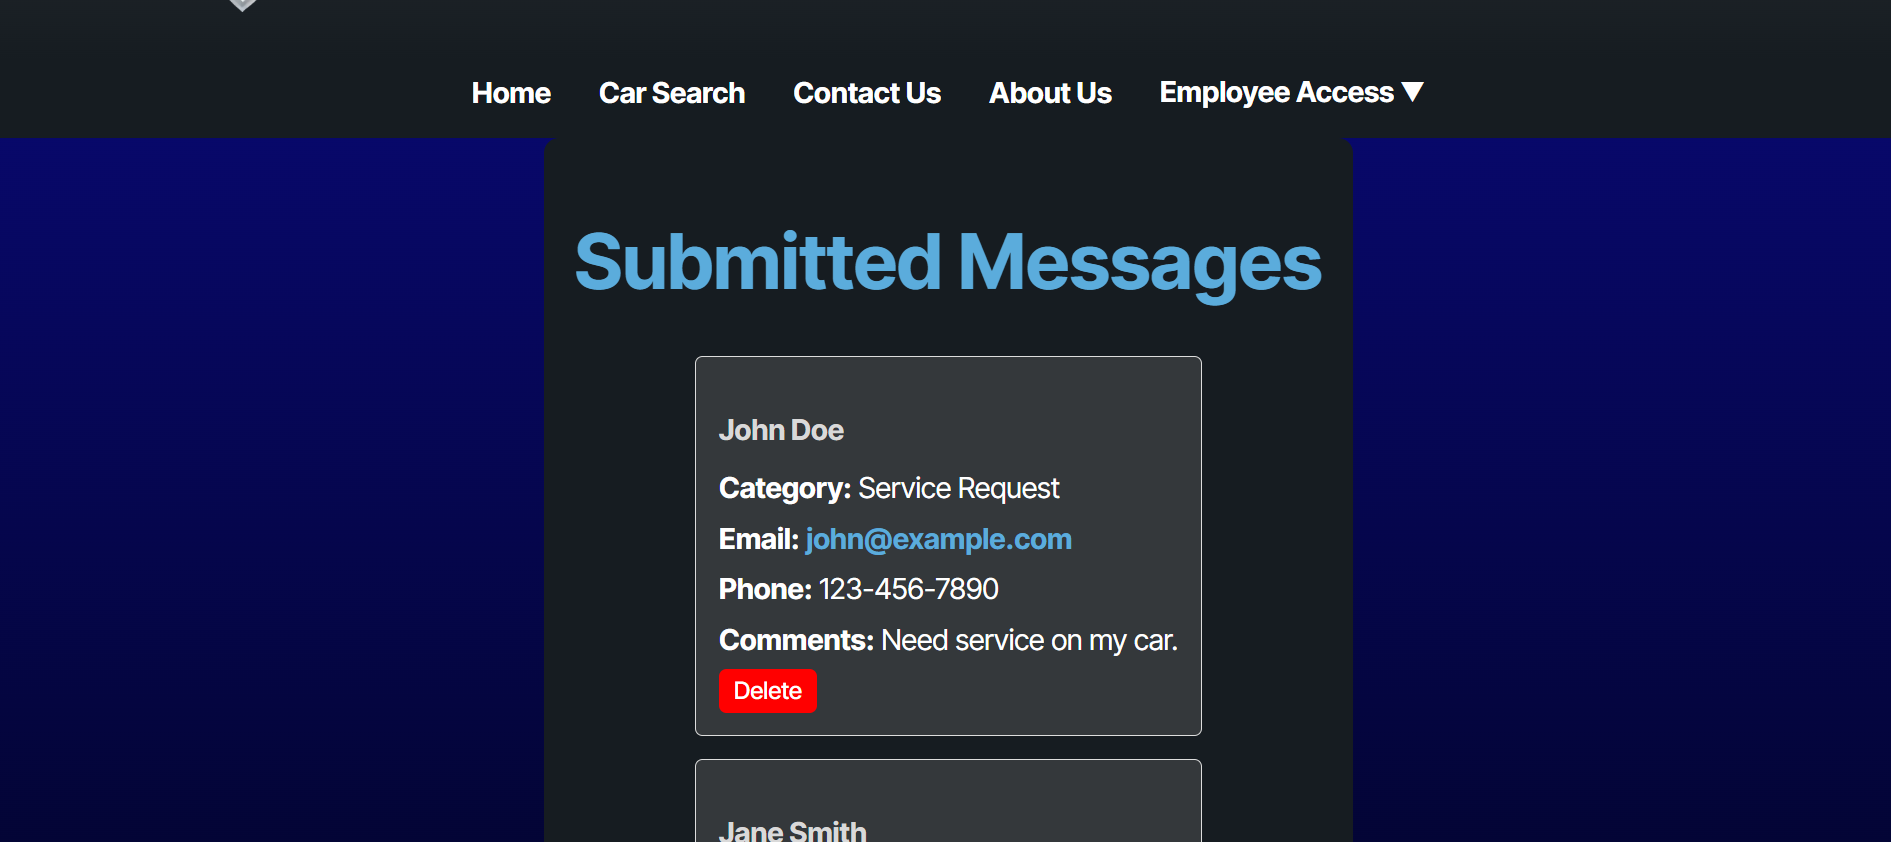 Home Car Search Contact Us About Us Employee Access ▼
Submitted Messages
John Doe
Category: Service Request
Email: john@example.com
Phone: 123-456-7890
Comments: Need service on my car.
Delete
Jane Smith